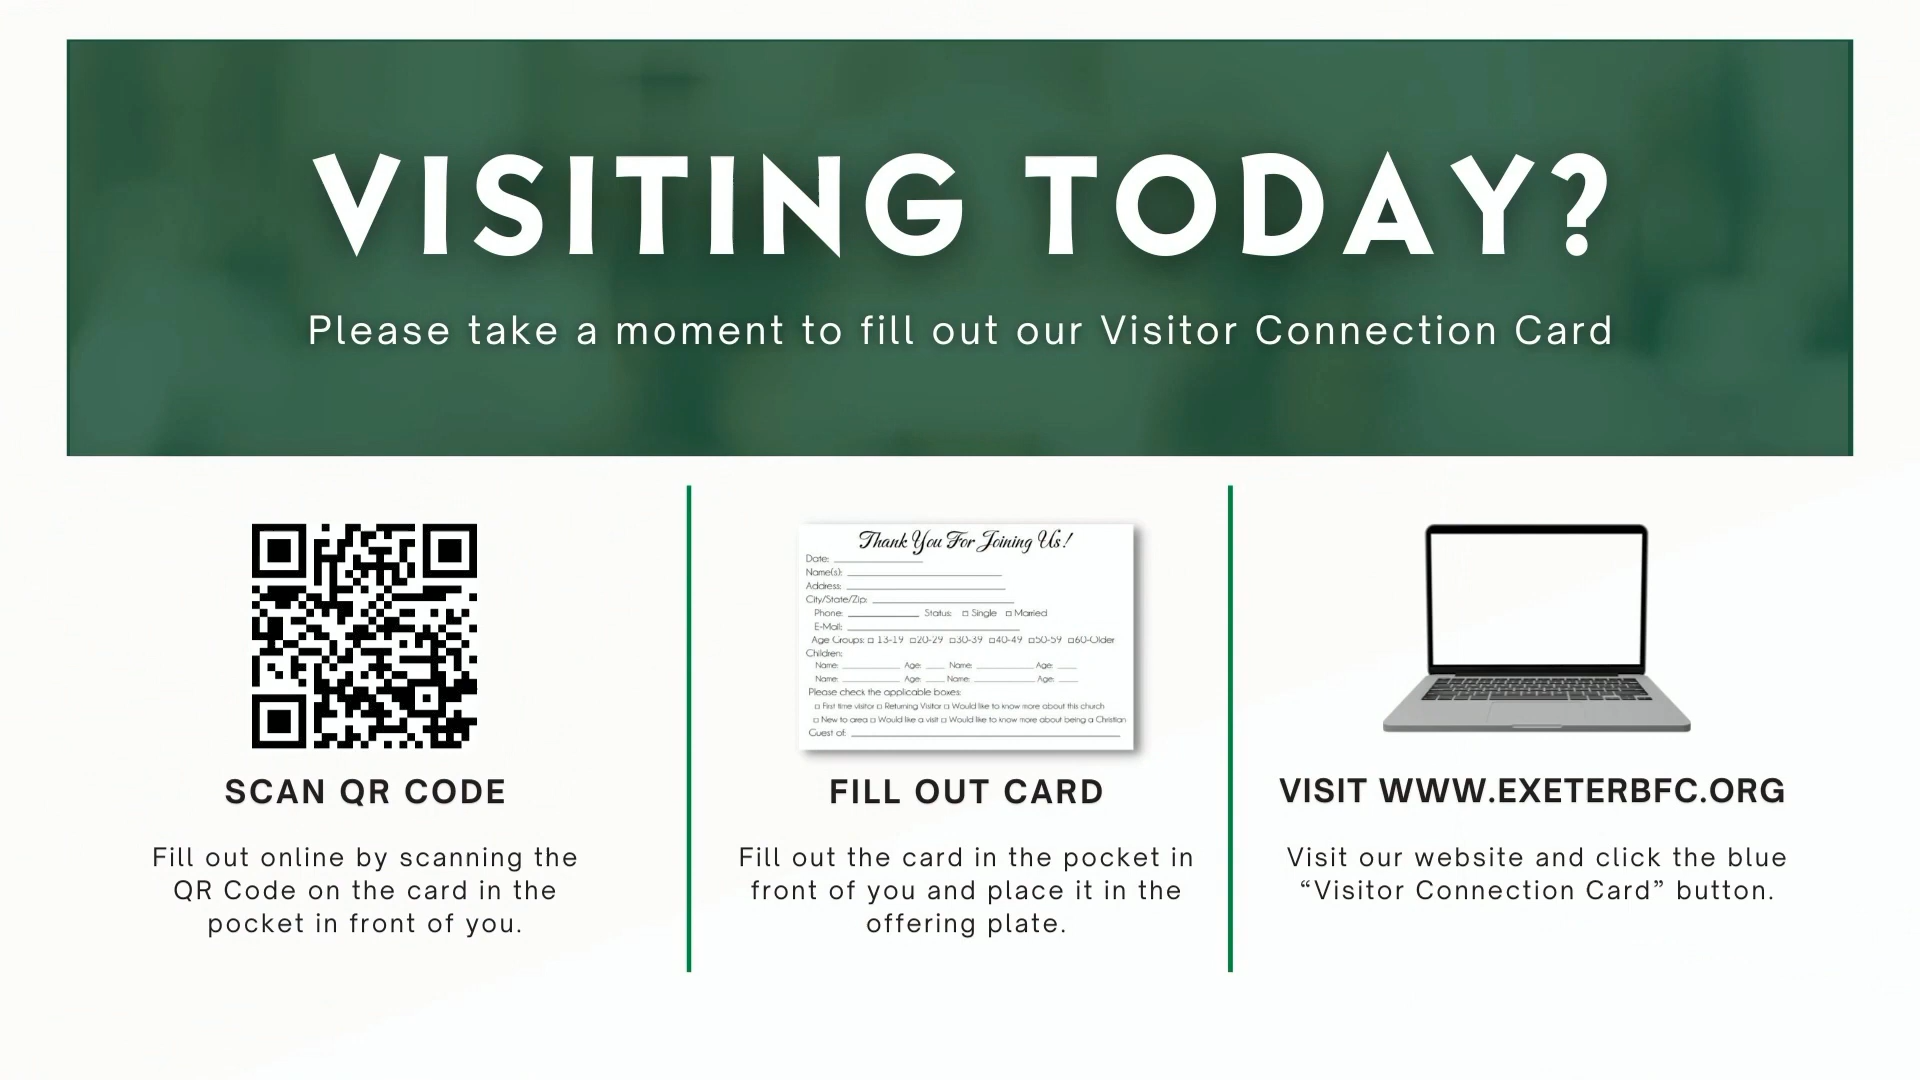 VISITING TODAY?
Please take a moment to fill out our Visitor Connection Card
Thank You For Joining Us!
Date:
Name(s):
Address:
City/State/Zip:
Phone: Status: □ Single □ Married
E-Mail:
Age Groups: □ 13-19 □20-29 □30-39 □40-49 □50-59 □60-Older
Children:
Name: Age: Name: Age:
Name: Age: Name: Age:
Please check the applicable boxes:
□ First time visitor □ Returning Visitor □ Would like to know more about this church
□ New to area □ Would like a visit □ Would like to know more about being a Christian
Guest of:
SCAN QR CODE
Fill out online by scanning the
QR Code on the card in the
pocket in front of you.
FILL OUT CARD
Fill out the card in the pocket in
front of you and place it in the
offering plate.
VISIT WWW.EXETERBFC.ORG
Visit our website and click the blue
“Visitor Connection Card” button.